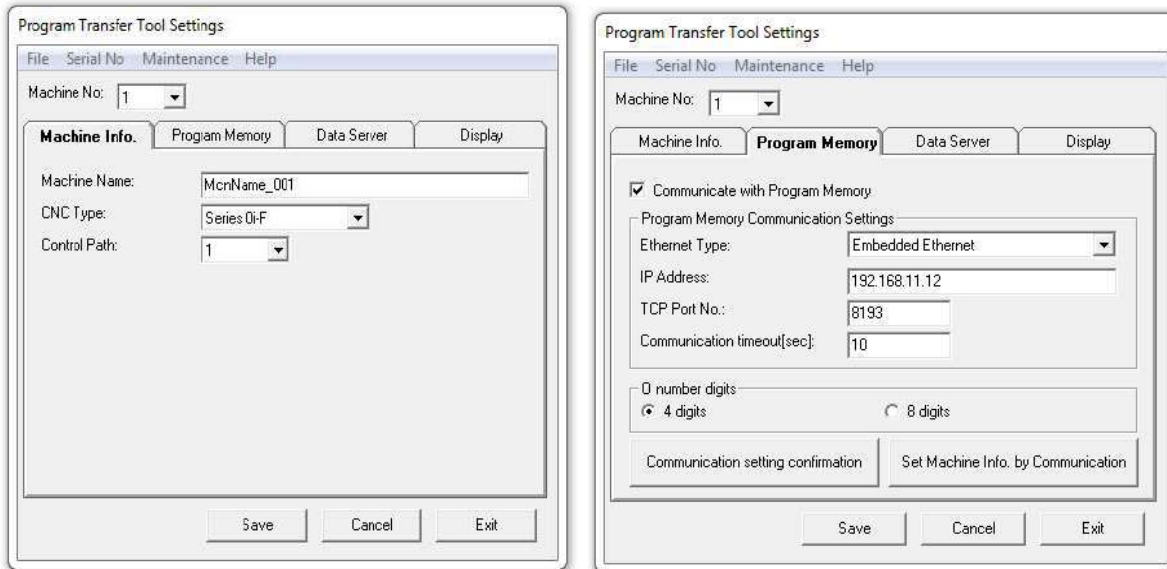 Program Transfer Tool Settings
File Serial No Maintenance Help
Machine No: 1
Machine Info. Program Memory Data Server Display
Machine Name: McnName_001
CNC Type: Series 0i-F
Control Path: 1
Save Cancel Exit
Program Transfer Tool Settings
File Serial No Maintenance Help
Machine No: 1
Machine Info. Program Memory Data Server Display
Communicate with Program Memory
Program Memory Communication Settings
Ethernet Type: Embedded Ethernet
IP Address: 192.168.11.12
TCP Port No.: 8193
Communication timeout[sec]: 10
O number digits
4 digits 8 digits
Communication setting confirmation Set Machine Info. by Communication
Save Cancel Exit